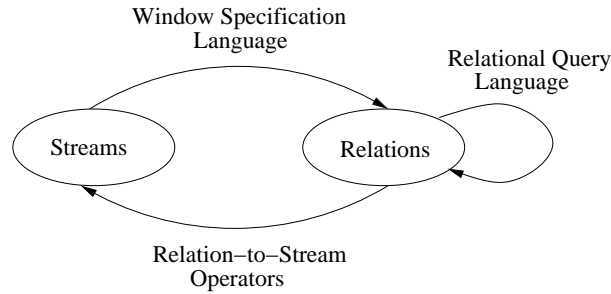 Window Specification
Language
Relational Query
Language
Streams
Relations
Relation−to−Stream
Operators